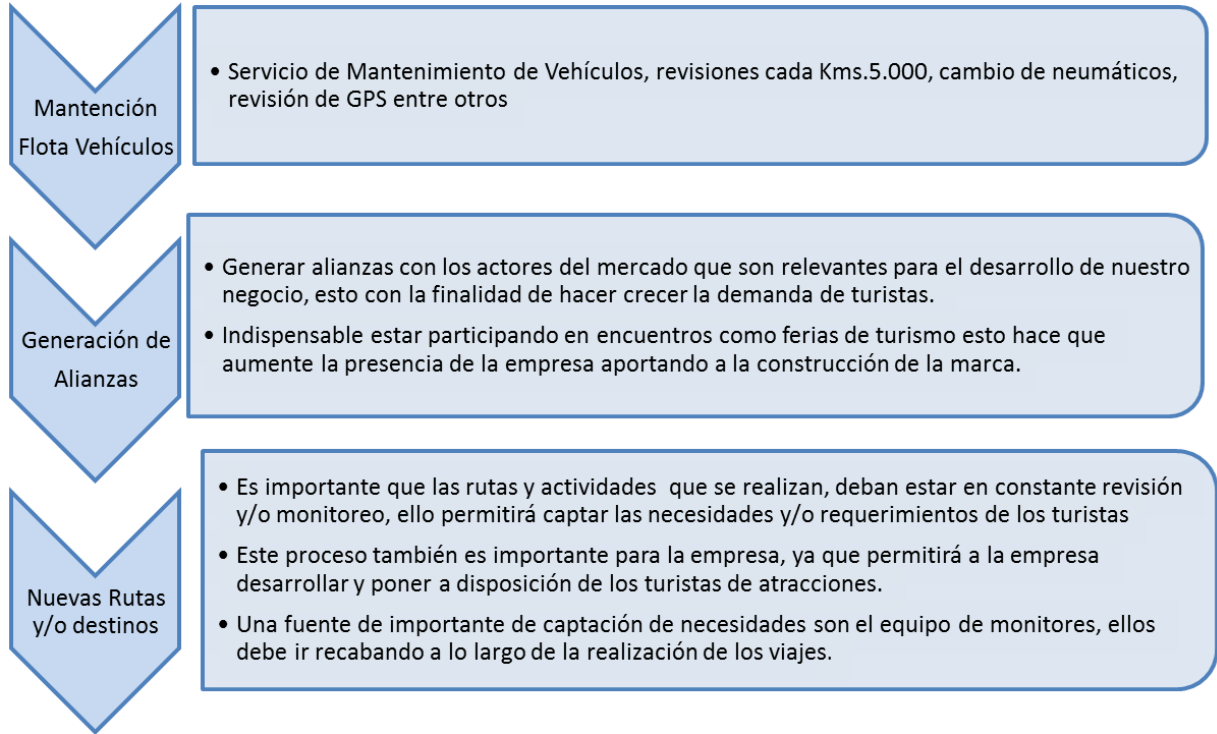 Mantención
Flota Vehículos
• Servicio de Mantenimiento de Vehículos, revisiones cada Kms.5.000, cambio de neumáticos,
revisión de GPS entre otros
Generación de
Alianzas
• Generar alianzas con los actores del mercado que son relevantes para el desarrollo de nuestro
negocio, esto con la finalidad de hacer crecer la demanda de turistas.
• Indispensable estar participando en encuentros como ferias de turismo esto hace que
aumente la presencia de la empresa aportando a la construcción de la marca.
Nuevas Rutas
y/o destinos
• Es importante que las rutas y actividades que se realizan, deban estar en constante revisión
y/o monitoreo, ello permitirá captar las necesidades y/o requerimientos de los turistas
• Este proceso también es importante para la empresa, ya que permitirá a la empresa
desarrollar y poner a disposición de los turistas de atracciones.
• Una fuente de importante de captación de necesidades son el equipo de monitores, ellos
debe ir recabando a lo largo de la realización de los viajes.